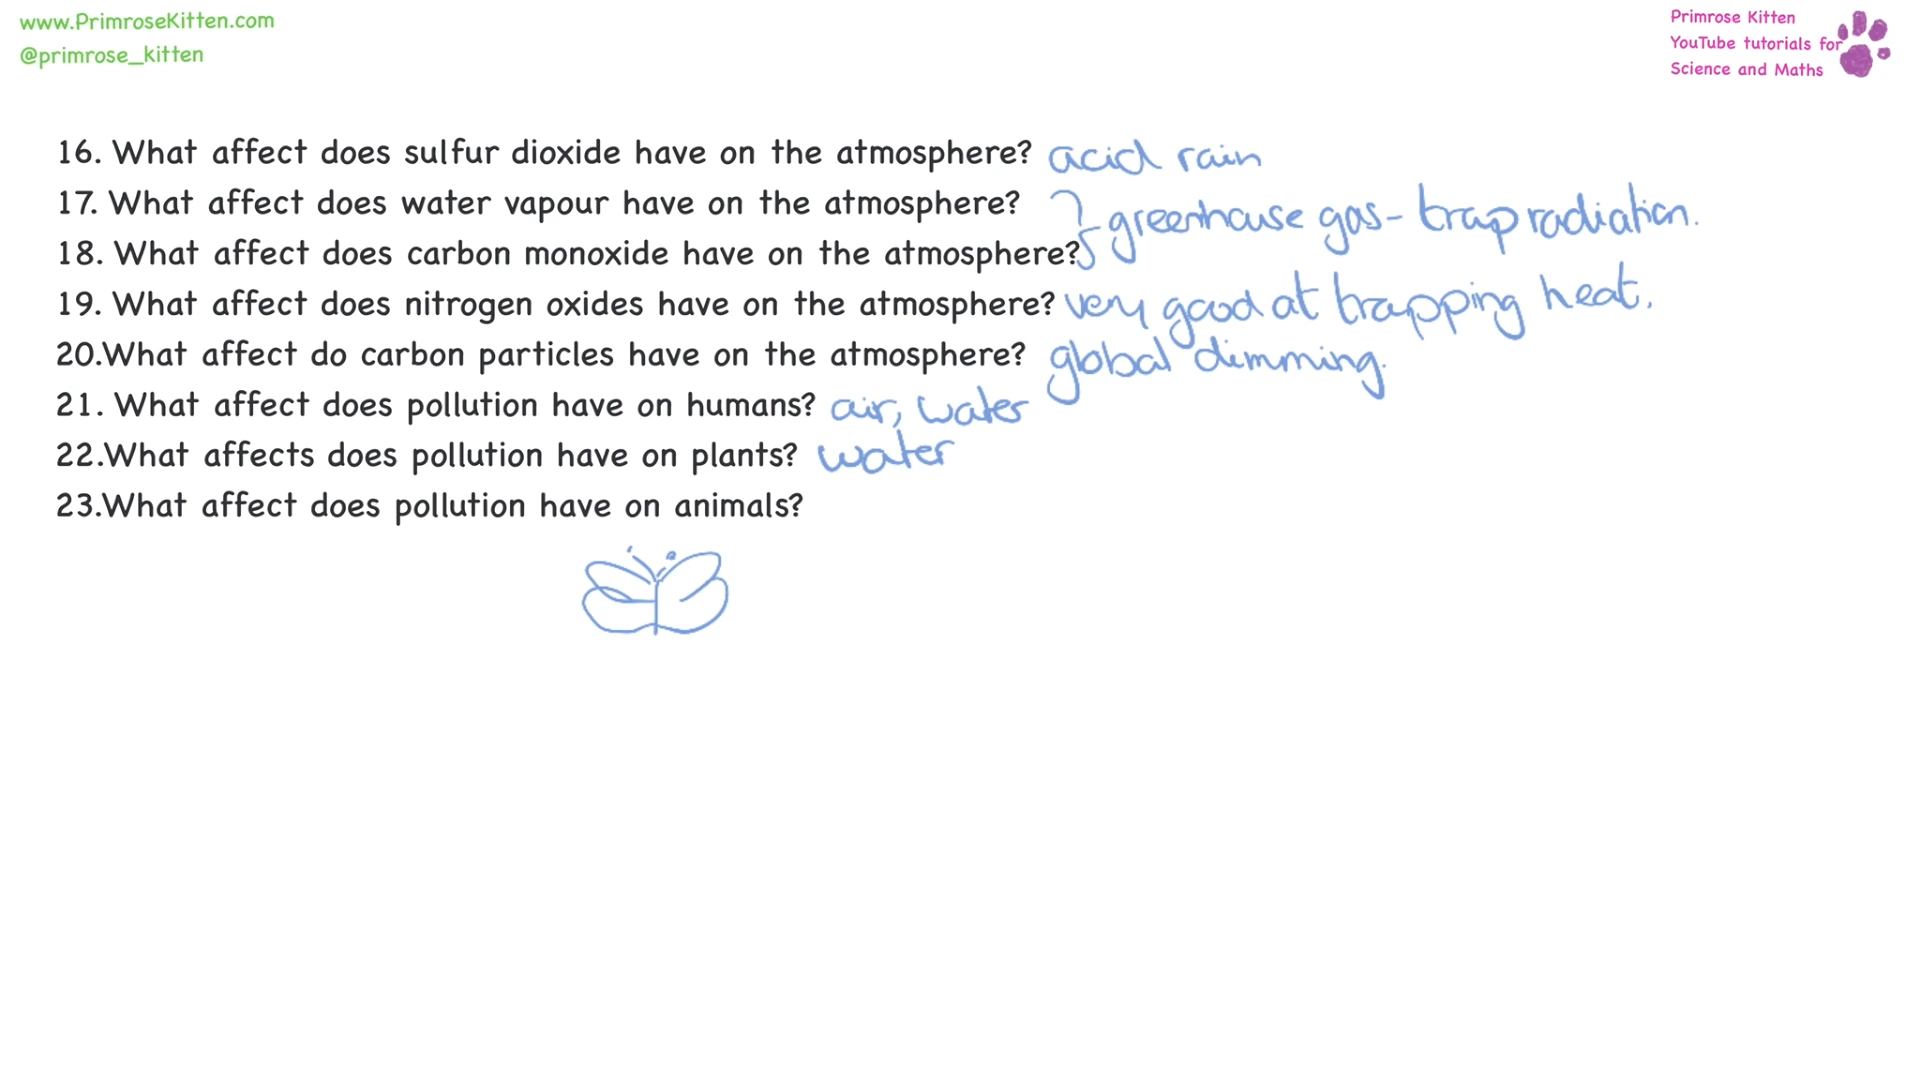 www.PrimroseKitten.com
@primrose_kitten
Primrose Kitten
YouTube tutorials for
Science and Maths
16. What affect does sulfur dioxide have on the atmosphere? acid rain
17. What affect does water vapour have on the atmosphere?
greenhouse gas - trap radiation.
18. What affect does carbon monoxide have on the atmosphere?
19. What affect does nitrogen oxides have on the atmosphere? very good at trapping heat.
20.What affect do carbon particles have on the atmosphere? global dimming.
21. What affect does pollution have on humans? air, water
22.What affects does pollution have on plants? water
23.What affect does pollution have on animals?